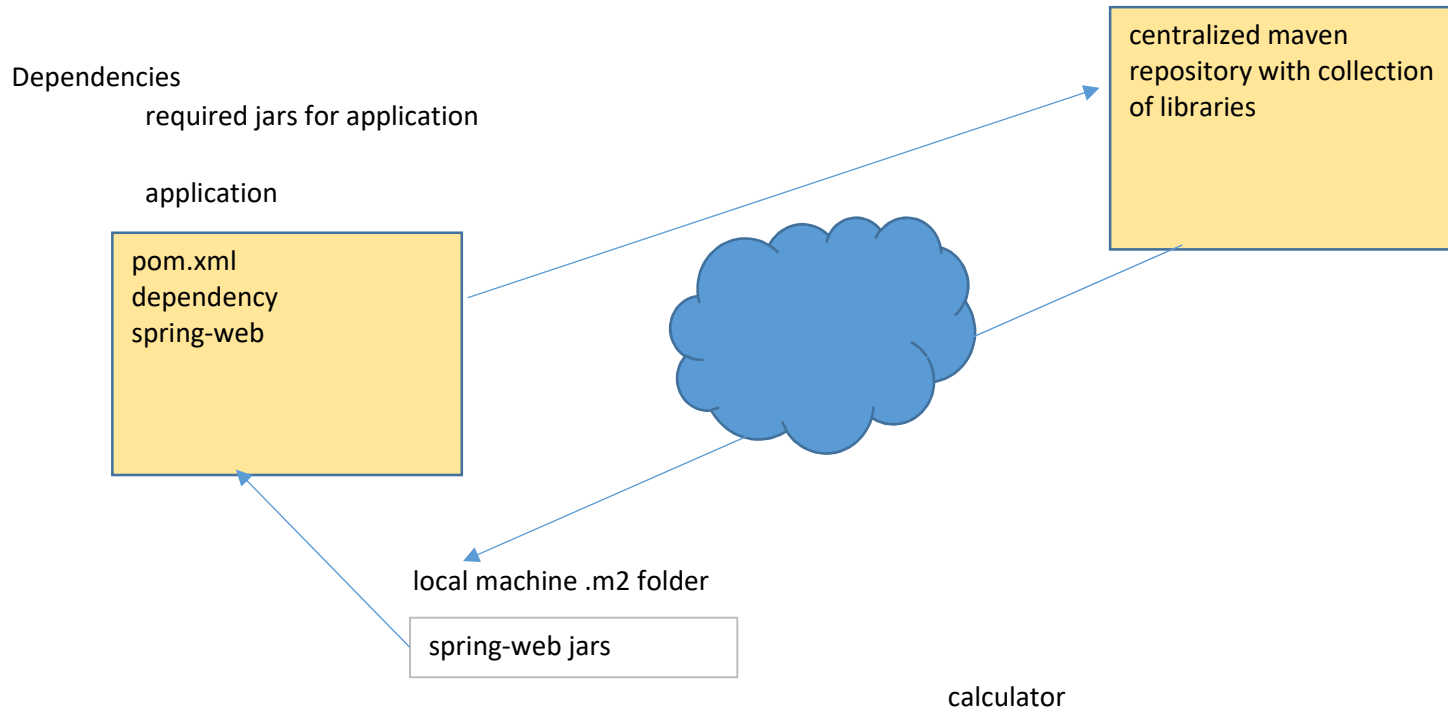 Dependencies
required jars for application
application
pom.xml
dependency
spring-web
centralized maven
repository with collection
of libraries
local machine .m2 folder
spring-web jars
calculator